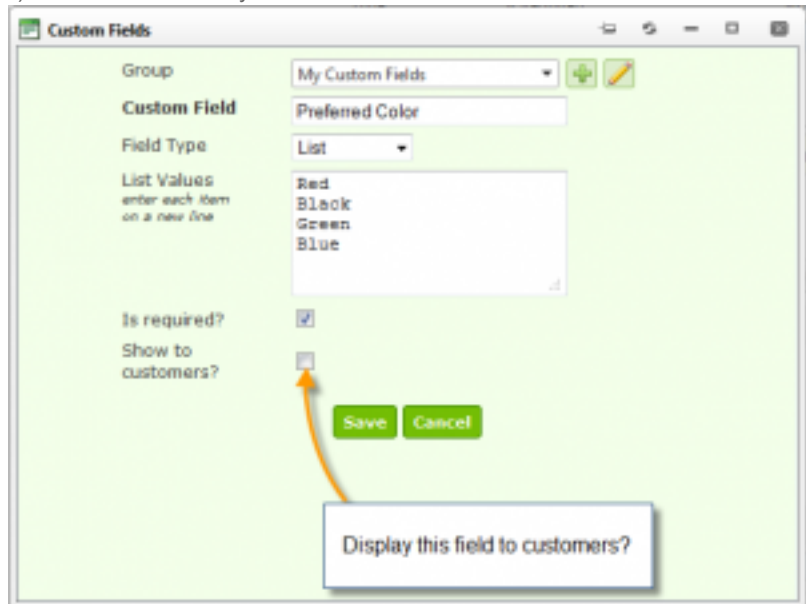 Custom Fields
Group My Custom Fields
Custom Field Preferred Color
Field Type List
List Values
enter each item
on a new line
Red
Black
Green
Blue
Is required?
Show to
customers?
Save Cancel
Display this field to customers?